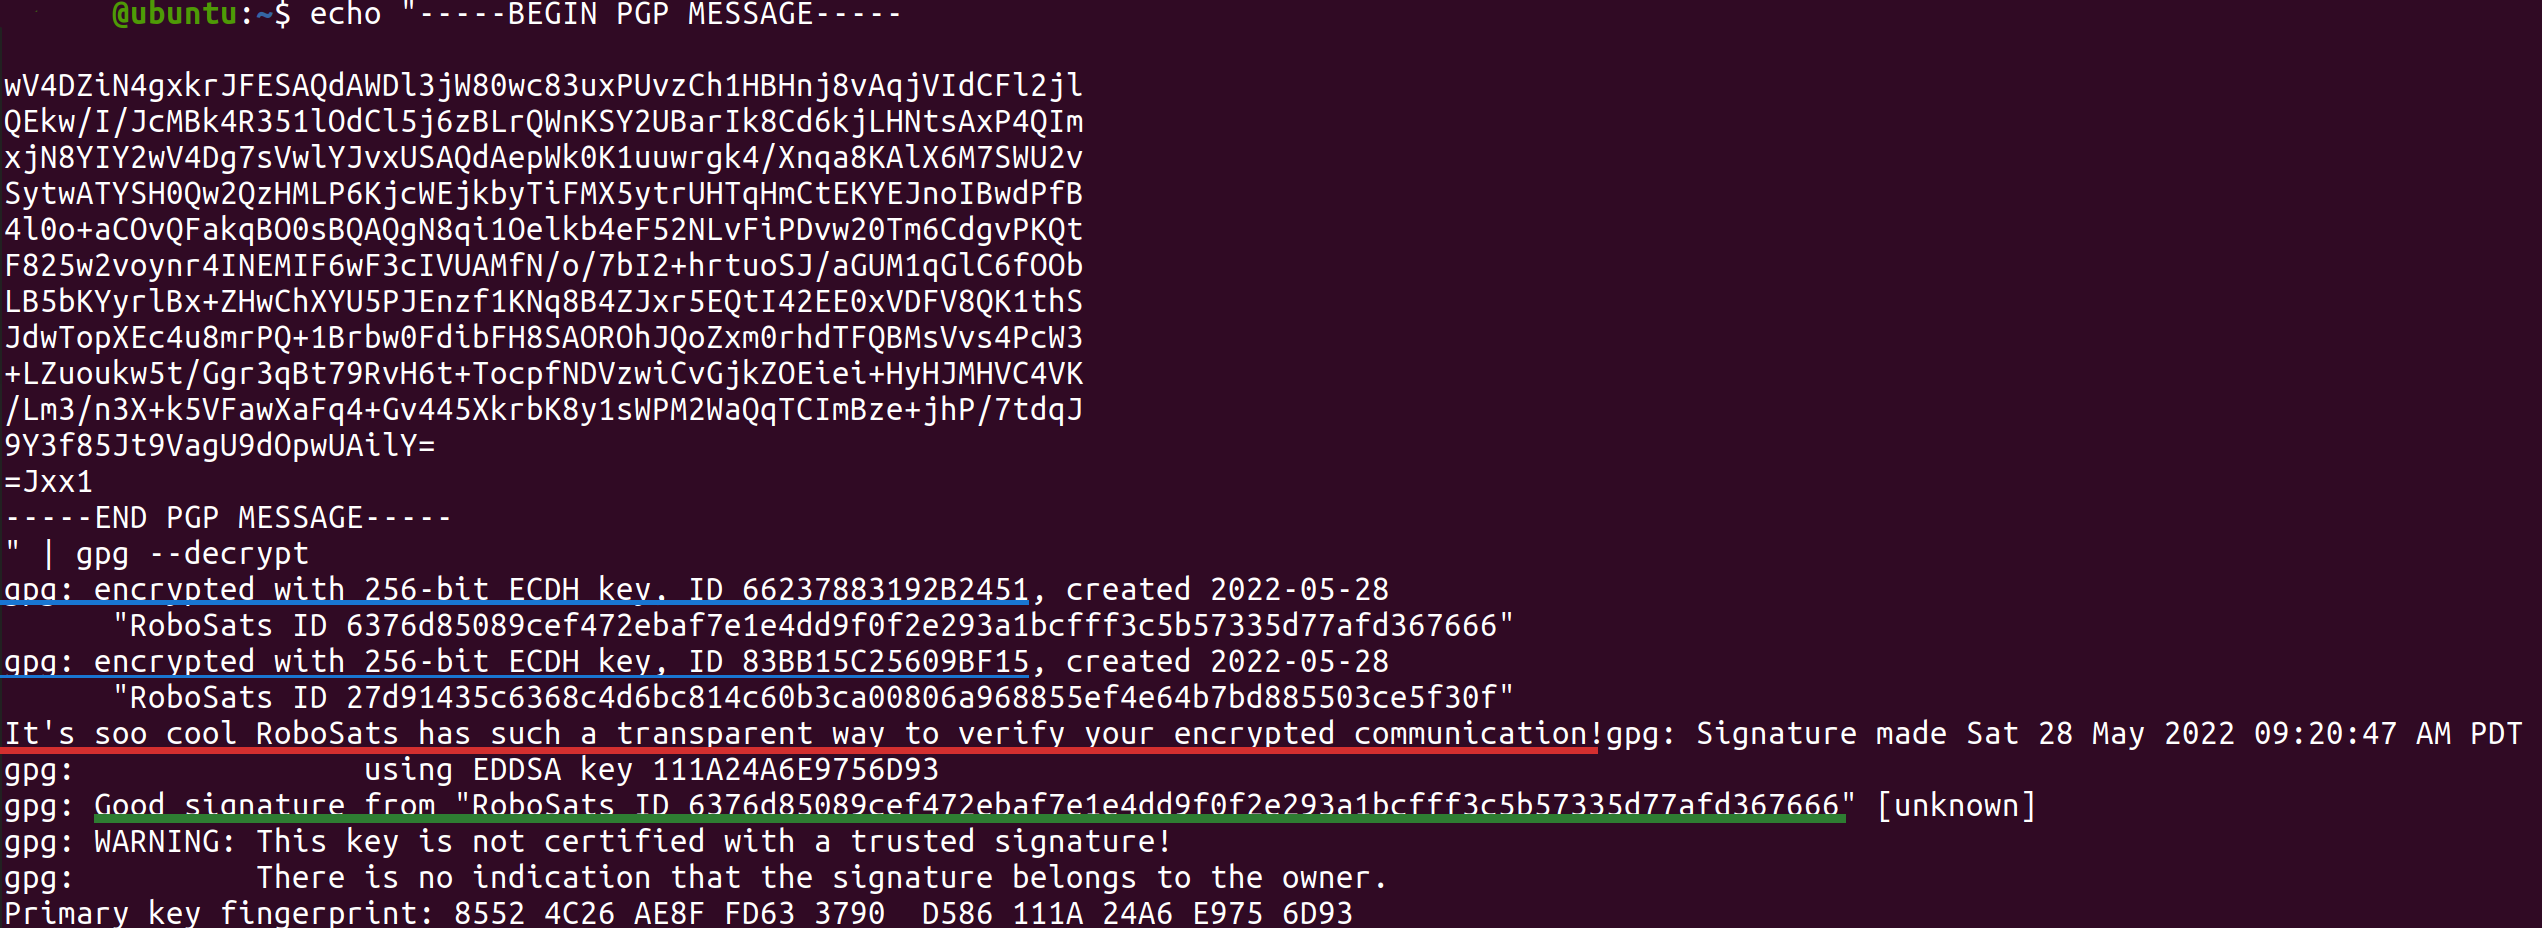 @ubuntu:~$ echo "-----BEGIN PGP MESSAGE-----
wV4DZiN4gxkrJFESAQdAWDl3jW80wc83uxPUvzCh1HBHnj8vAqjVIdCFl2jl
QEkw/I/JcMBk4R351lOdCl5j6zBLrQWnKSY2UBarIk8Cd6kjLHNtsAxP4QIm
xjN8YIY2wV4Dg7sVwlYJvxUSAQdAepWk0K1uuwrgk4/Xnqa8KAlX6M7SWU2v
SytwATYSH0Qw2QzHMLP6KjcWEjkbyTiFMX5ytrUHTqHmCtEKYEJnoIBwdPfB
4l0o+aCOvQFakqBO0sBQAQgN8qi1Oelkb4eF52NLvFiPDvw20Tm6CdgvPKQt
F825w2voynr4INEMIF6wF3cIVUAMfN/o/7bI2+hrtuoSJ/aGUM1qGlC6fOOb
LB5bKYyrlBx+ZHwChXYU5PJEnzf1KNq8B4ZJxr5EQtI42EE0xVDFV8QK1thS
JdwTopXEc4u8mrPQ+1Brbw0FdibFH8SAOROhJQoZxm0rhdTFQBMsVvs4PcW3
+LZuoukw5t/Ggr3qBt79RvH6t+TocpfNDVzwiCvGjkZOEiei+HyHJMHVC4VK
/Lm3/n3X+k5VFawXaFq4+Gv445XkrbK8y1sWPM2WaQqTCImBze+jhP/7tdqJ
9Y3f85Jt9VagU9dOpwUAilY=
=Jxx1
-----END PGP MESSAGE-----
" | gpg --decrypt
gpg: encrypted with 256-bit ECDH key, ID 66237883192B2451, created 2022-05-28
"RoboSats ID 6376d85089cef472ebaf7e1e4dd9f0f2e293a1bcfff3c5b57335d77afd367666"
gpg: encrypted with 256-bit ECDH key, ID 83BB15C25609BF15, created 2022-05-28
"RoboSats ID 27d91435c6368c4d6bc814c60b3ca00806a968855ef4e64b7bd885503ce5f30f"
It's soo cool RoboSats has such a transparent way to verify your encrypted communication!gpg: Signature made Sat 28 May 2022 09:20:47 AM PDT
gpg:                using EDDSA key 111A24A6E9756D93
gpg: Good signature from "RoboSats ID 6376d85089cef472ebaf7e1e4dd9f0f2e293a1bcfff3c5b57335d77afd367666" [unknown]
gpg: WARNING: This key is not certified with a trusted signature!
gpg:          There is no indication that the signature belongs to the owner.
Primary key fingerprint: 8552 4C26 AE8F FD63 3790  D586 111A 24A6 E975 6D93